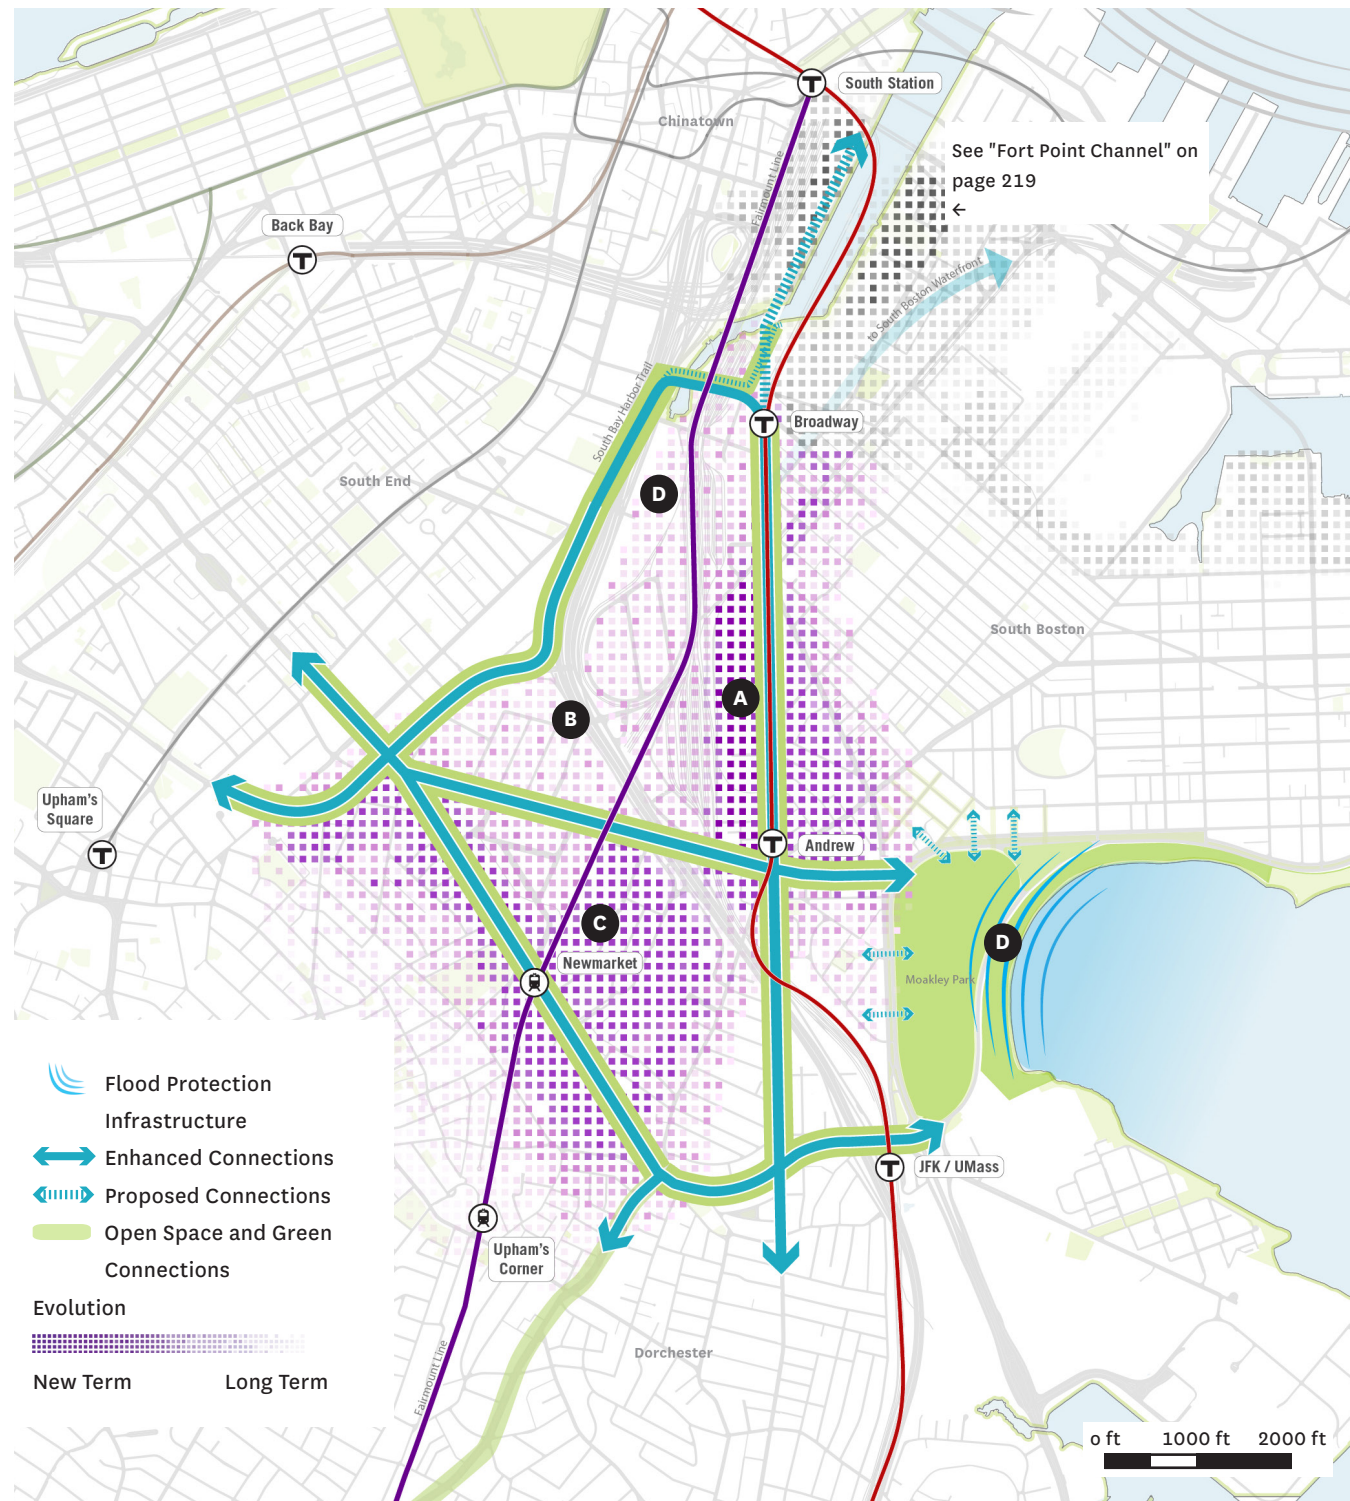 South Station
Chinatown
See "Fort Point Channel" on
page 219
←
Fairmount Line
Back Bay
to South Boston Waterfront
South Bay Harbor Trail
Broadway
South End
D
South Boston
A
B
Upham's
Square
Andrew
C
D
Newmarket
Moakley Park
JFK / UMass
Upham's
Corner
Dorchester
Fairmount Line
Flood Protection
Infrastructure
Enhanced Connections
Proposed Connections
Open Space and Green
Connections
Evolution
New Term Long Term
0 ft 1000 ft 2000 ft
T
T
T
T
T
T